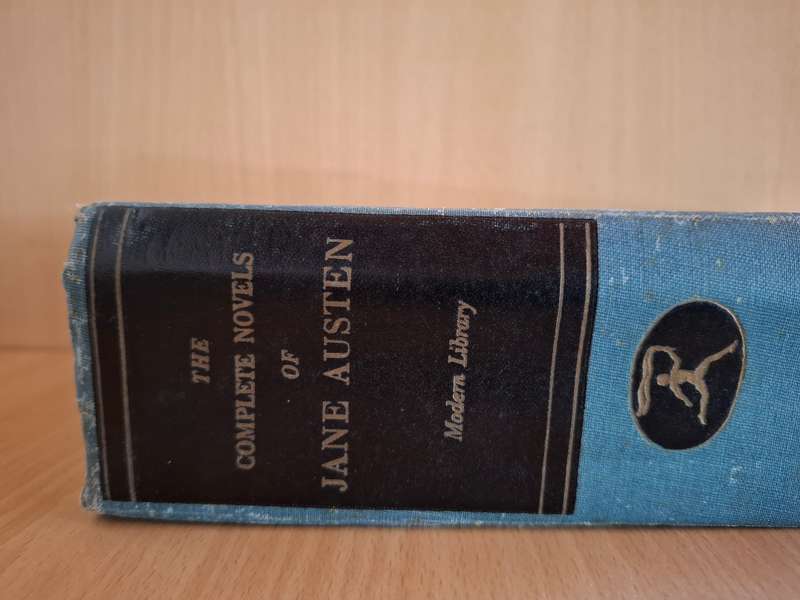 THE
COMPLETE NOVELS
OF
JANE AUSTEN
Modern Library